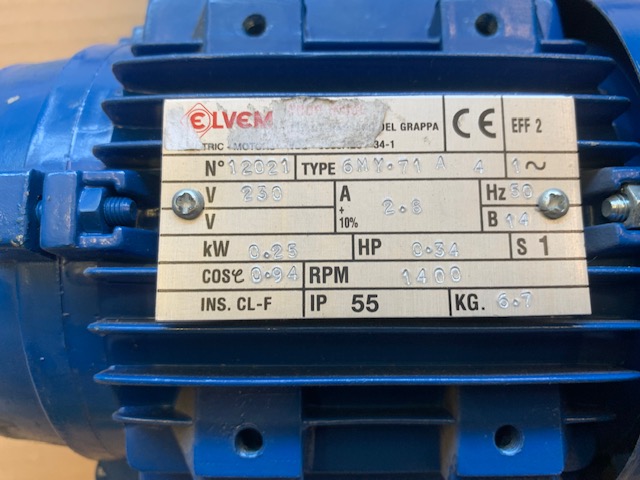 ELVEM DEL GRAPPA CE EFF 2
TRIC - MOTORS 34-1
N° 12021 TYPE 6MM·71 A 4 1~
V 230 A 2.8 Hz 50
V + 10% B 14
kW 0.25 HP 0.34 S 1
COSφ 0.94 RPM 1400
INS. CL-F IP 55 KG. 6.7